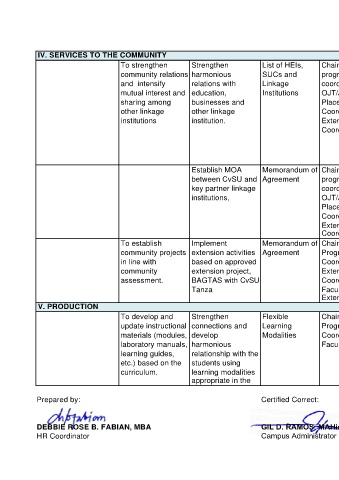 IV. SERVICES TO THE COMMUNITY
To strengthen
community relations
and intensify
mutual interest and
sharing among
other linkage
institutions
Strengthen
harmonious
relations with
education,
businesses and
other linkage
institution.
List of HEIs,
SUCs and
Linkage
Institutions
Chair
progr
coord
OJT/
Place
Coord
Exter
Coord
Establish MOA
between CvSU and
key partner linkage
institutions,
Memorandum of
Agreement
Chair
progr
coord
OJT/
Place
Coord
Exter
Coord
To establish
community projects
in line with
community
assessment.
Implement
extension activities
based on approved
extension project,
BAGTAS with CvSU
Tanza
Memorandum of
Agreement
Chair
Progr
Coord
Exter
Coord
Facu
Exter
V. PRODUCTION
To develop and
update instructional
materials (modules,
laboratory manuals,
learning guides,
etc.) based on the
curriculum.
Strengthen
connections and
develop
harmonious
relationship with the
students using
learning modalities
appropriate in the
Flexible
Learning
Modalities
Chair
Progr
Coord
Facu
Prepared by:
DEBBIE ROSE B. FABIAN, MBA
HR Coordinator
Certified Correct:
GIL D. RAMOS, MAH
Campus Administrator